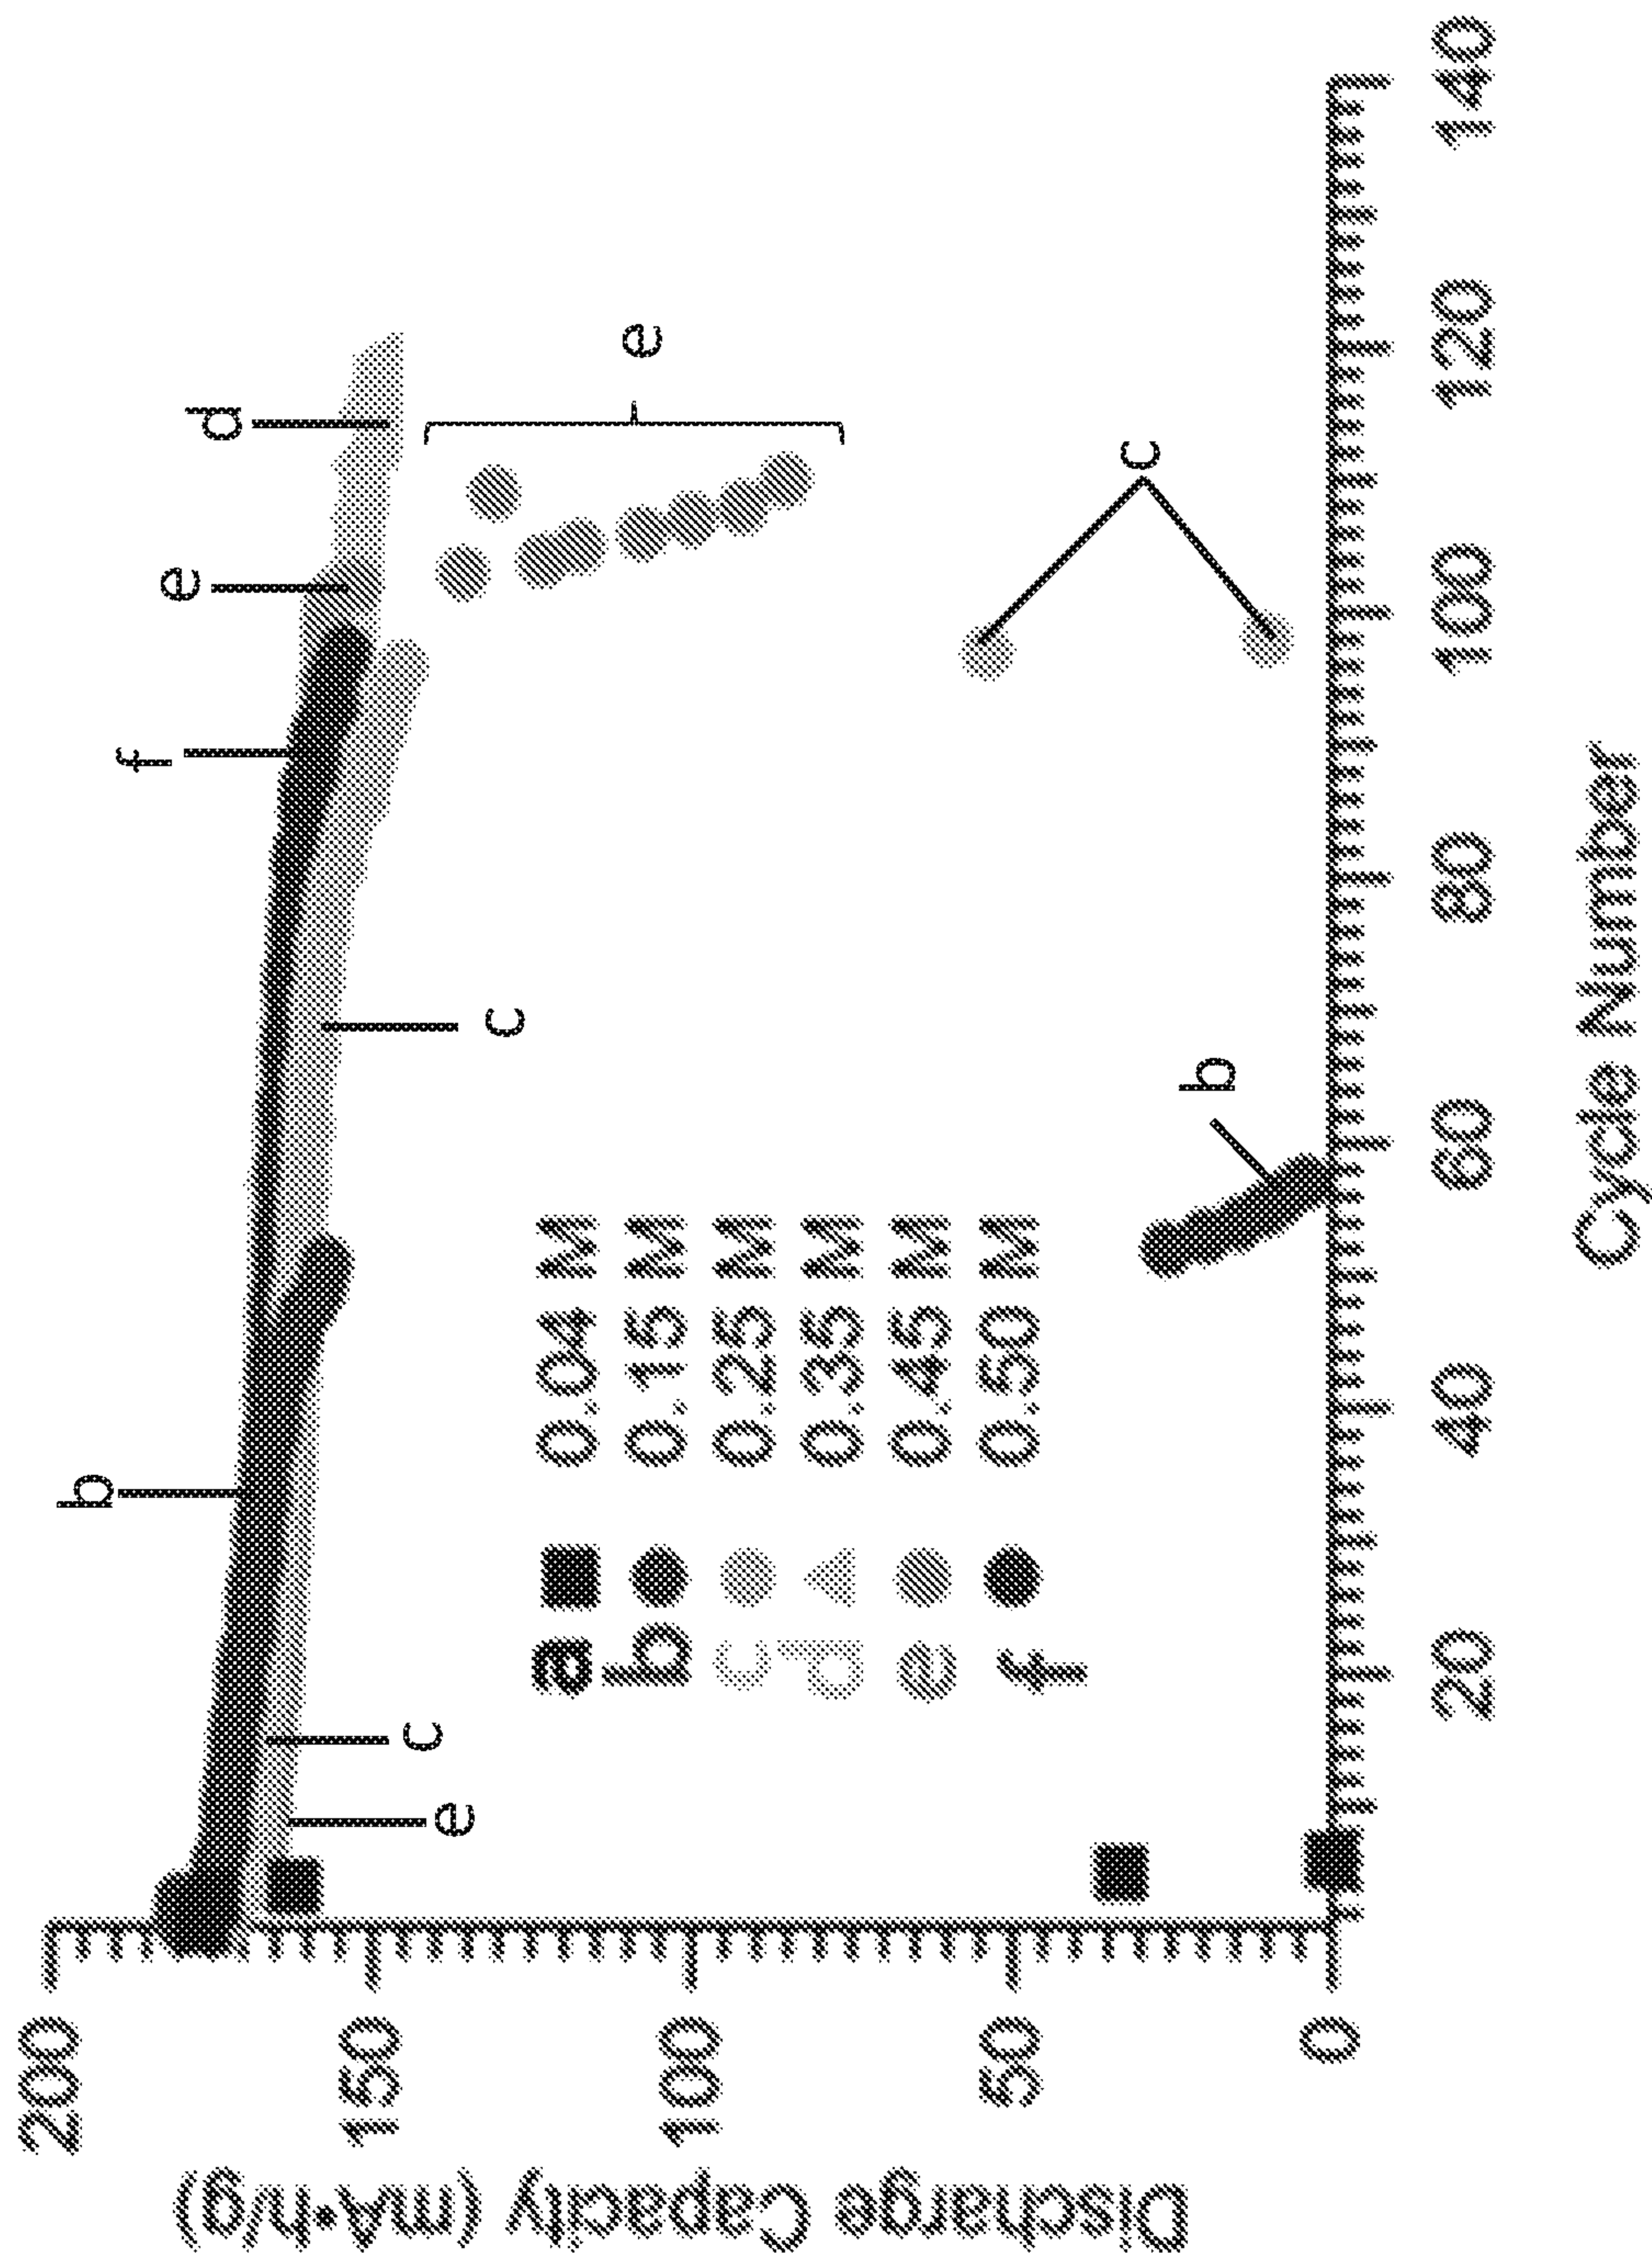 Discharge Capacity (mA•h/g)
200
150
100
50
0
b
f
e
d
e
c
c
e
c
b
a 0.04 M
b 0.15 M
c 0.25 M
d 0.35 M
e 0.45 M
f 0.50 M
20
40
60
80
100
120
140
Cycle Number